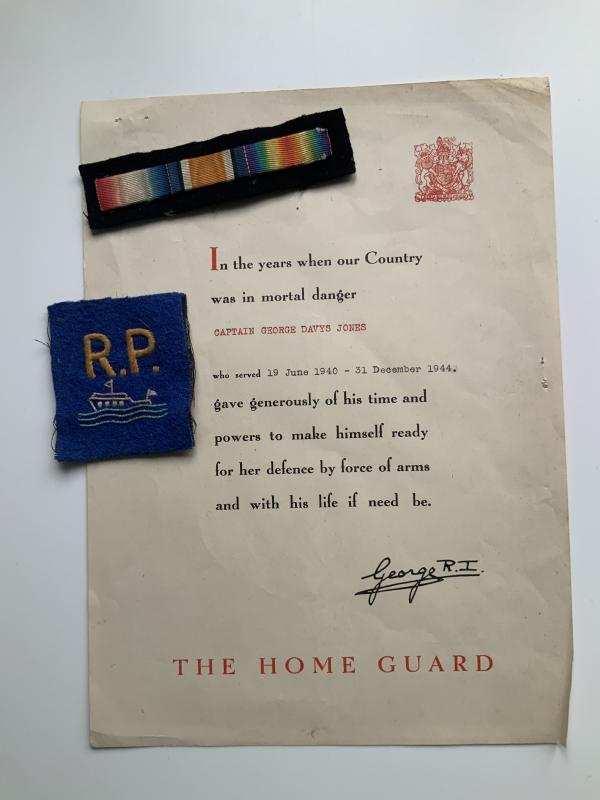 In the years when our Country
was in mortal danger
CAPTAIN GEORGE DAVYS JONES
who served 19 June 1940 - 31 December 1944.
gave generously of his time and
powers to make himself ready
for her defence by force of arms
and with his life if need be.
George R.I.
THE HOME GUARD
R.P.